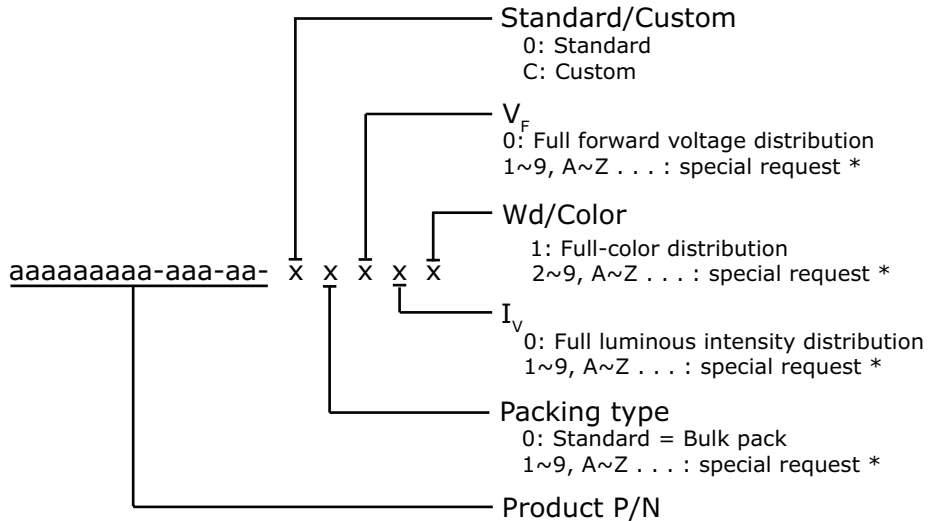 Standard/Custom
0: Standard
C: Custom
VF
0: Full forward voltage distribution
1~9, A~Z . . . : special request *
Wd/Color
1: Full-color distribution
2~9, A~Z . . . : special request *
aaaaaaaaa-aaa-aa- x x x x x
IV
0: Full luminous intensity distribution
1~9, A~Z . . . : special request *
Packing type
0: Standard = Bulk pack
1~9, A~Z . . . : special request *
Product P/N